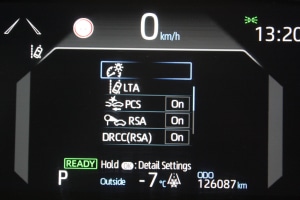 0 km/h
13:20
LTA
PCS On
RSA On
DRCC(RSA) On
READY Hold OK : Detail Settings
P Outside -7°C ODO 126087 km